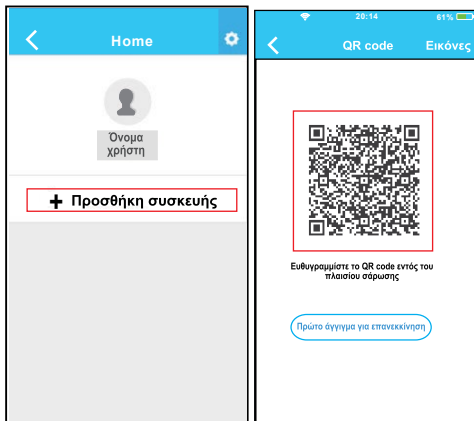 Home
Όνομα
χρήστη
+ Προσθήκη συσκευής
20:14
61%
QR code
Εικόνες
Ευθυγραμμίστε το QR code εντός του
πλαισίου σάρωσης
Πρώτο άγγιγμα για επανεκκίνηση